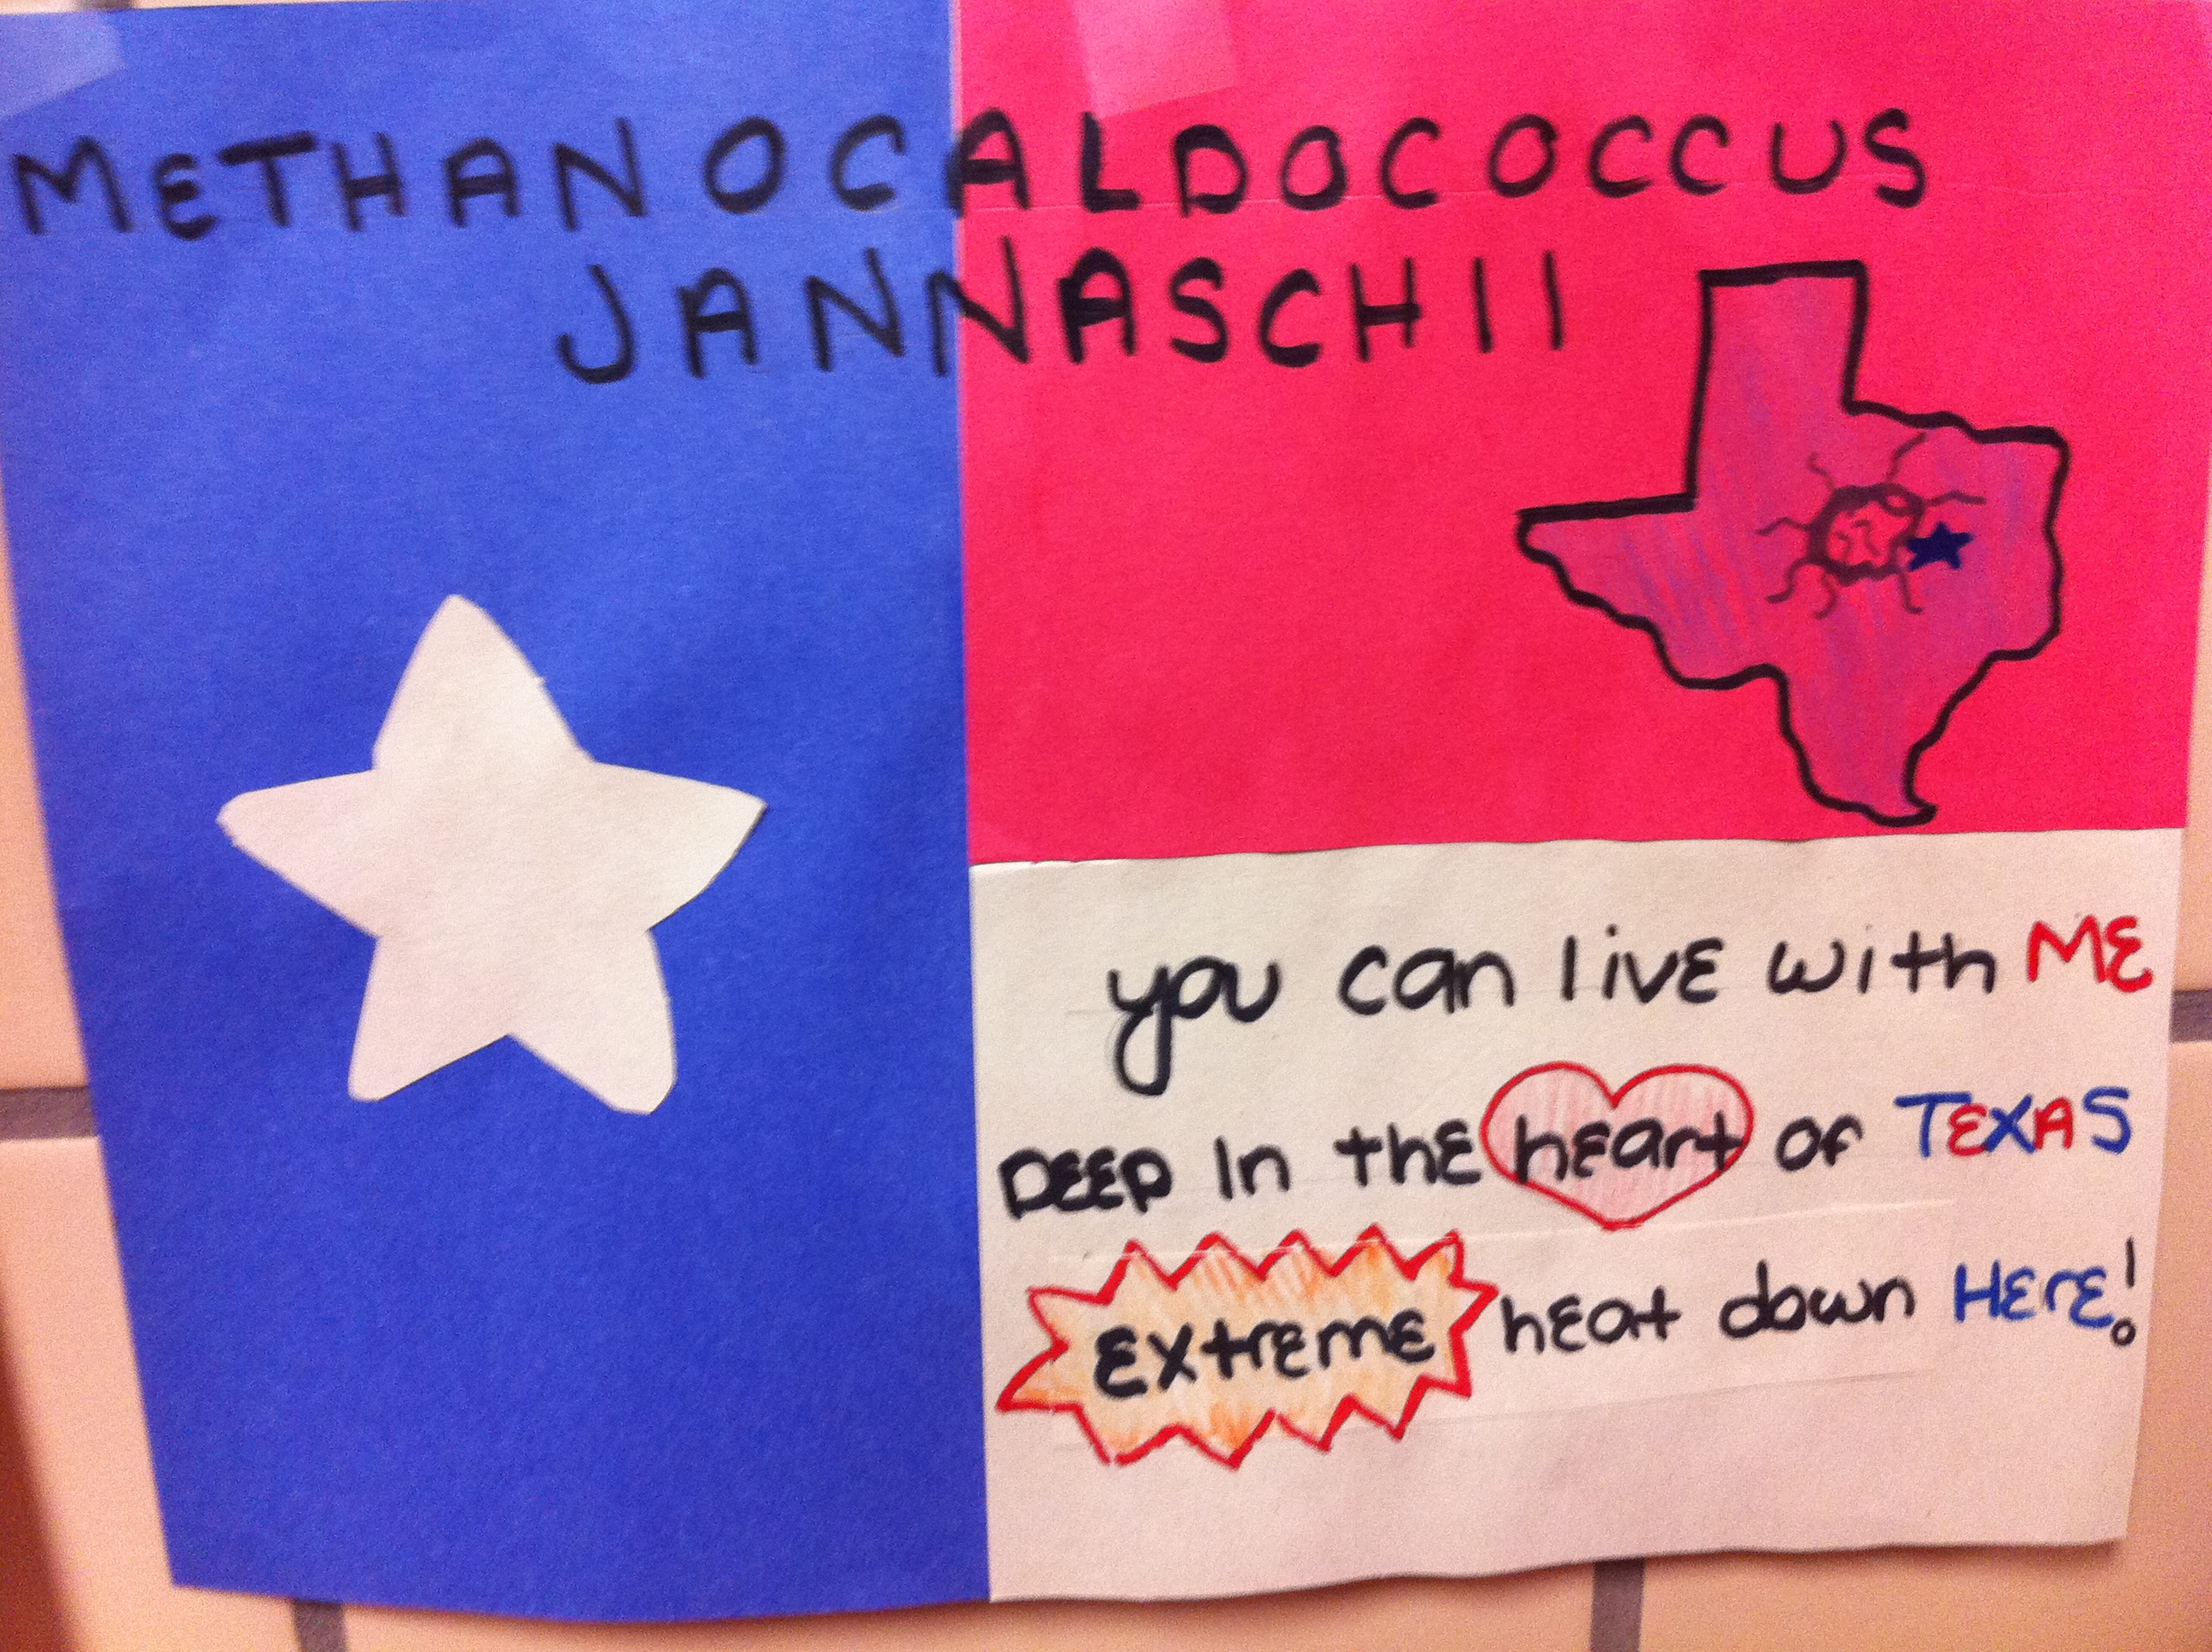 METHANOCALDOCOCCUS
JANNASCHII
you can live with ME
DEEP in the heart of TEXAS
Extreme heat down HErE!